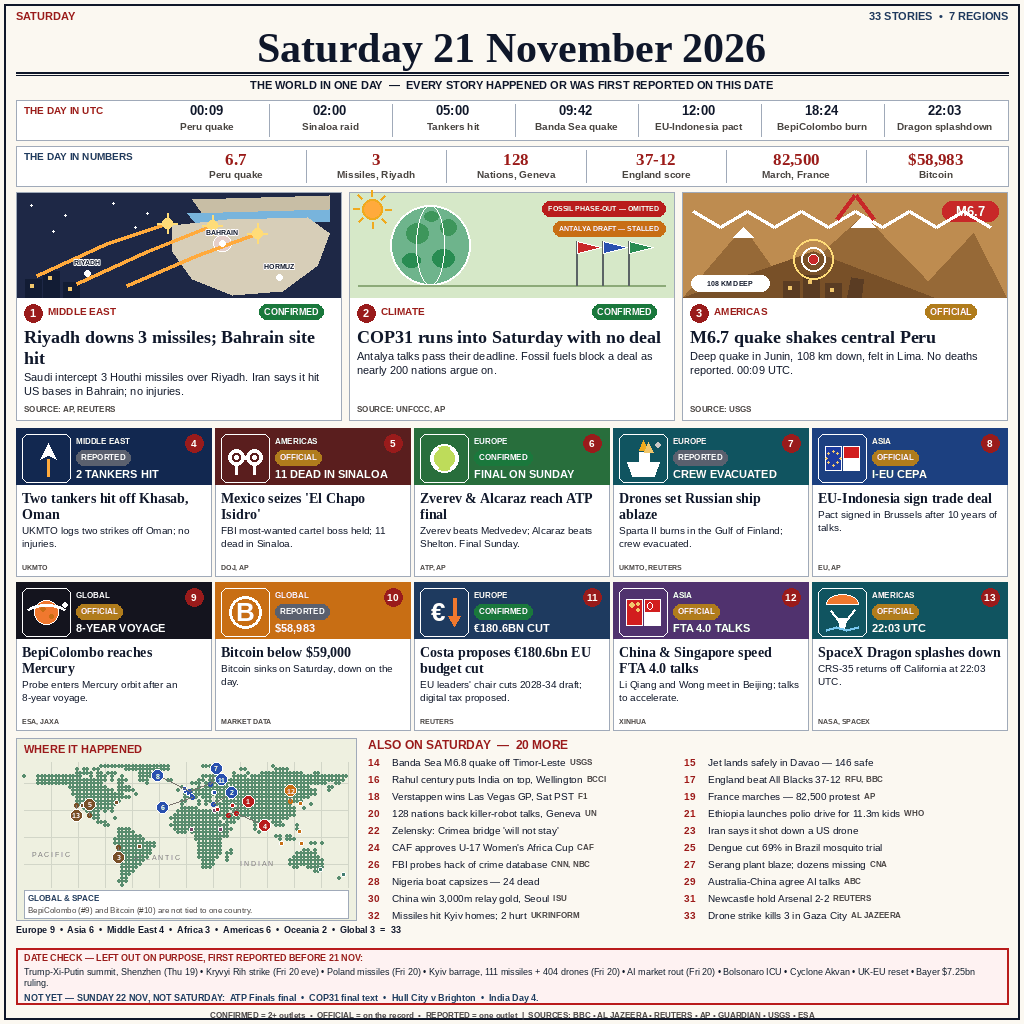 SATURDAY
33 STORIES • 7 REGIONS
Saturday 21 November 2026
THE WORLD IN ONE DAY — EVERY STORY HAPPENED OR WAS FIRST REPORTED ON THIS DATE
THE DAY IN UTC
00:09 02:00 05:00 09:42 12:00 18:24 22:03
Peru quake Sinaloa raid Tankers hit Banda Sea quake EU-Indonesia pact BepiColombo burn Dragon splashdown
THE DAY IN NUMBERS
6.7 3 128 37-12 82,500 $58,983
Peru quake Missiles, Riyadh Nations, Geneva England score March, France Bitcoin
BAHRAIN
RIYADH
HORMUZ
1 MIDDLE EAST CONFIRMED
Riyadh downs 3 missiles; Bahrain site
hit
Saudi intercept 3 Houthi missiles over Riyadh. Iran says it hit
US bases in Bahrain; no injuries.
SOURCE: AP, REUTERS
FOSSIL PHASE-OUT — OMITTED
ANTALYA DRAFT — STALLED
2 CLIMATE CONFIRMED
COP31 runs into Saturday with no deal
Antalya talks pass their deadline. Fossil fuels block a deal as
nearly 200 nations argue on.
SOURCE: UNFCCC, AP
M6.7
108 KM DEEP
3 AMERICAS OFFICIAL
M6.7 quake shakes central Peru
Deep quake in Junin, 108 km down, felt in Lima. No deaths
reported. 00:09 UTC.
SOURCE: USGS
MIDDLE EAST 4
REPORTED
2 TANKERS HIT
Two tankers hit off Khasab,
Oman
UKMTO logs two strikes off Oman; no
injuries.
UKMTO
AMERICAS 5
OFFICIAL
11 DEAD IN SINALOA
Mexico seizes 'El Chapo
Isidro'
FBI most-wanted cartel boss held; 11
dead in Sinaloa.
DOJ, AP
EUROPE 6
CONFIRMED
FINAL ON SUNDAY
Zverev & Alcaraz reach ATP
final
Zverev beats Medvedev; Alcaraz beats
Shelton. Final Sunday.
ATP, AP
EUROPE 7
REPORTED
CREW EVACUATED
Drones set Russian ship
ablaze
Sparta II burns in the Gulf of Finland;
crew evacuated.
UKMTO, REUTERS
ASIA 8
OFFICIAL
I-EU CEPA
EU-Indonesia sign trade deal
Pact signed in Brussels after 10 years of
talks.
EU, AP
GLOBAL 9
OFFICIAL
8-YEAR VOYAGE
BepiColombo reaches
Mercury
Probe enters Mercury orbit after an
8-year voyage.
ESA, JAXA
B
GLOBAL 10
REPORTED
$58,983
Bitcoin below $59,000
Bitcoin sinks on Saturday, down on the
day.
MARKET DATA
€
EUROPE 11
CONFIRMED
€180.6BN CUT
Costa proposes €180.6bn EU
budget cut
EU leaders' chair cuts 2028-34 draft;
digital tax proposed.
REUTERS
ASIA 12
OFFICIAL
FTA 4.0 TALKS
China & Singapore speed
FTA 4.0 talks
Li Qiang and Wong meet in Beijing; talks
to accelerate.
XINHUA
AMERICAS 13
OFFICIAL
22:03 UTC
SpaceX Dragon splashes down
CRS-35 returns off California at 22:03
UTC.
NASA, SPACEX
WHERE IT HAPPENED
8
7
11
2
12
5
6
1
13
4
3
PACIFIC
ANTIC
INDIAN
GLOBAL & SPACE
BepiColombo (#9) and Bitcoin (#10) are not tied to one country.
Europe 9 • Asia 6 • Middle East 4 • Africa 3 • Americas 6 • Oceania 2 • Global 3 = 33
ALSO ON SATURDAY — 20 MORE
14 Banda Sea M6.8 quake off Timor-Leste USGS
15 Jet lands safely in Davao — 146 safe
16 Rahul century puts India on top, Wellington BCCI
17 England beat All Blacks 37-12 RFU, BBC
18 Verstappen wins Las Vegas GP, Sat PST F1
19 France marches — 82,500 protest AP
20 128 nations back killer-robot talks, Geneva UN
21 Ethiopia launches polio drive for 11.3m kids WHO
22 Zelensky: Crimea bridge 'will not stay'
23 Iran says it shot down a US drone
24 CAF approves U-17 Women's Africa Cup CAF
25 Dengue cut 69% in Brazil mosquito trial
26 FBI probes hack of crime database CNN, NBC
27 Serang plant blaze; dozens missing CNA
28 Nigeria boat capsizes — 24 dead
29 Australia-China agree AI talks ABC
30 China win 3,000m relay gold, Seoul ISU
31 Newcastle hold Arsenal 2-2 REUTERS
32 Missiles hit Kyiv homes; 2 hurt UKRINFORM
33 Drone strike kills 3 in Gaza City AL JAZEERA
DATE CHECK — LEFT OUT ON PURPOSE, FIRST REPORTED BEFORE 21 NOV:
Trump-Xi-Putin summit, Shenzhen (Thu 19) • Kryvyi Rih strike (Fri 20 eve) • Poland missiles (Fri 20) • Kyiv barrage, 111 missiles + 404 drones (Fri 20) • AI market rout (Fri 20) • Bolsonaro ICU • Cyclone Akvan • UK-EU reset • Bayer $7.25bn
ruling.
NOT YET — SUNDAY 22 NOV, NOT SATURDAY: ATP Finals final • COP31 final text • Hull City v Brighton • India Day 4.
CONFIRMED = 2+ outlets • OFFICIAL = on the record • REPORTED = one outlet | SOURCES: BBC • AL JAZEERA • REUTERS • AP • GUARDIAN • USGS • ESA